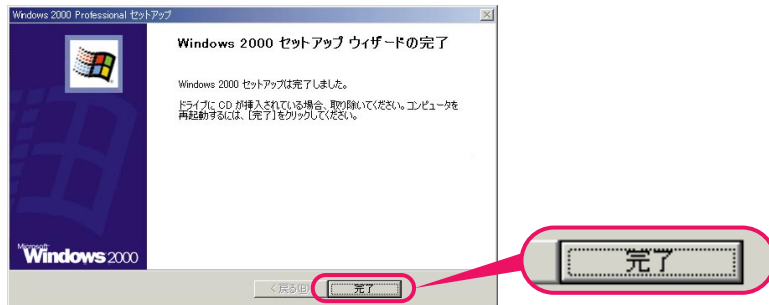 Windows 2000 Professional セットアップ
Windows 2000 セットアップ ウィザードの完了
Windows 2000 セットアップは完了しました。
ドライブに CD が挿入されている場合、取り除いてください。コンピュータを
再起動するには、[完了]をクリックしてください。
Microsoft
Windows 2000
< 戻る(B)
完了
完了